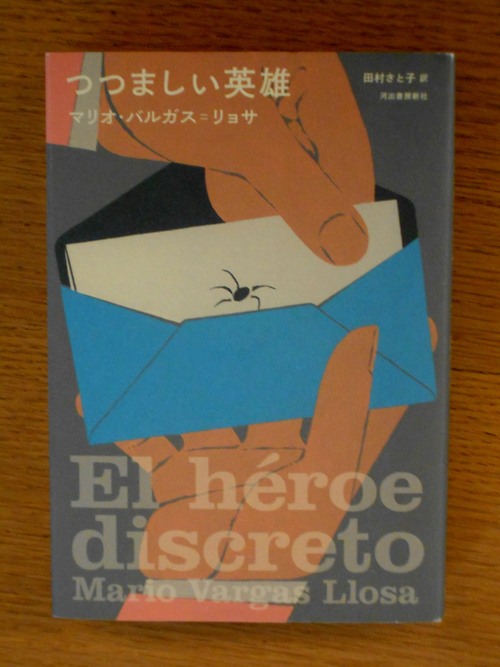 つつましい英雄
田村さと子 訳
マリオ・バルガス=リョサ
河出書房新社
El héroe
discreto
Mario Vargas Llosa